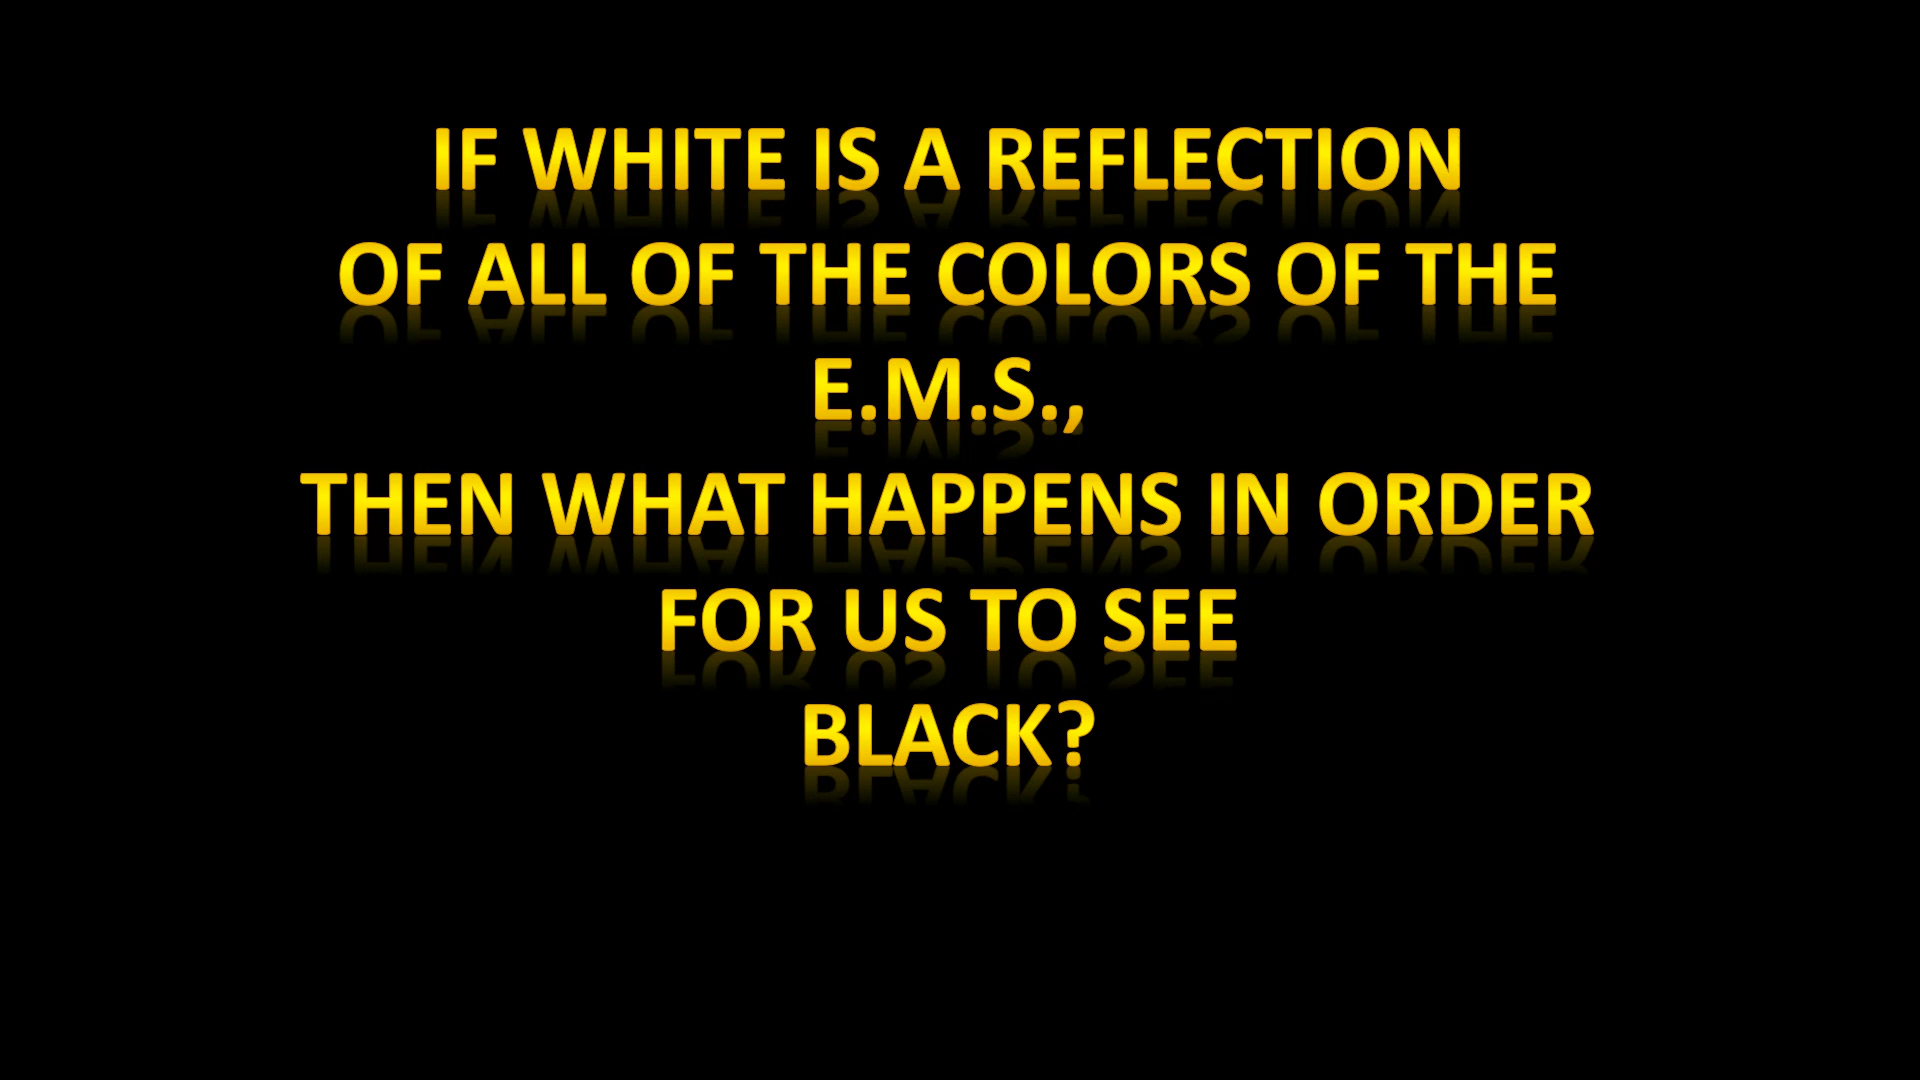 IF WHITE IS A REFLECTION
OF ALL OF THE COLORS OF THE
E.M.S.,
THEN WHAT HAPPENS IN ORDER
FOR US TO SEE
BLACK?